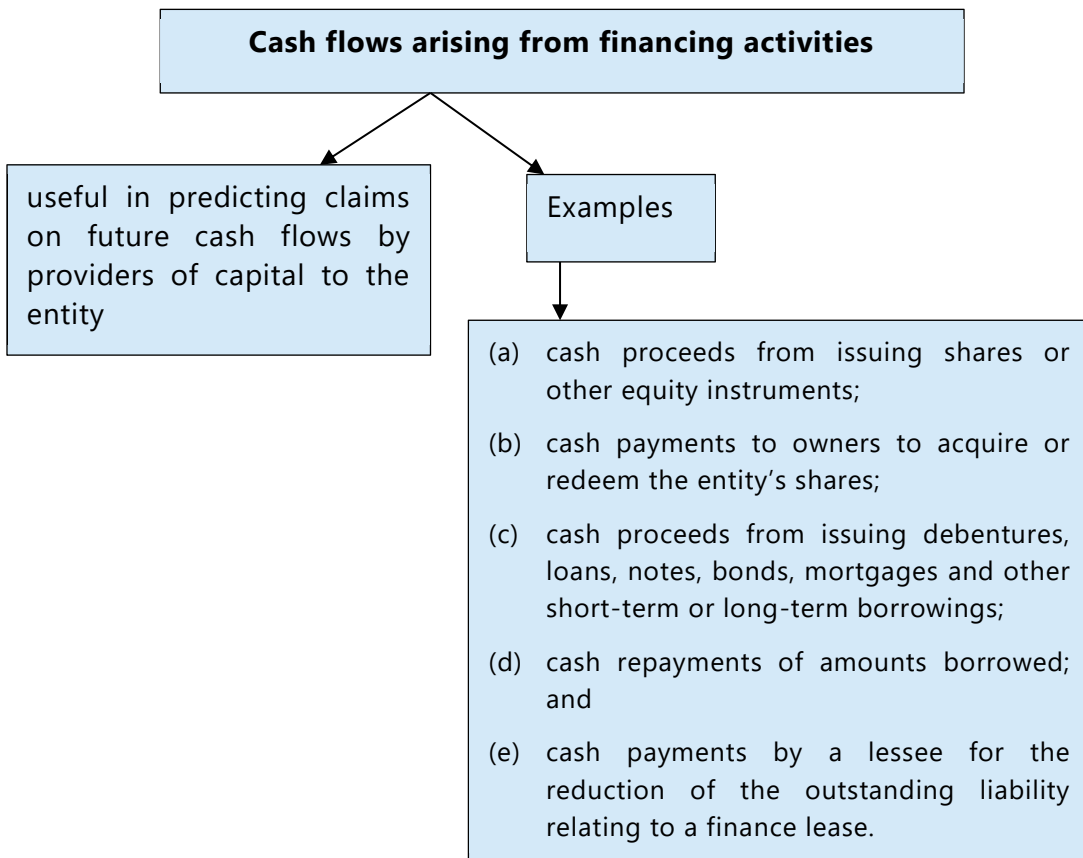 Cash flows arising from financing activities
useful in predicting claims
on future cash flows by
providers of capital to the
entity
Examples
(a) cash proceeds from issuing shares or
other equity instruments;
(b) cash payments to owners to acquire or
redeem the entity’s shares;
(c) cash proceeds from issuing debentures,
loans, notes, bonds, mortgages and other
short-term or long-term borrowings;
(d) cash repayments of amounts borrowed;
and
(e) cash payments by a lessee for the
reduction of the outstanding liability
relating to a finance lease.